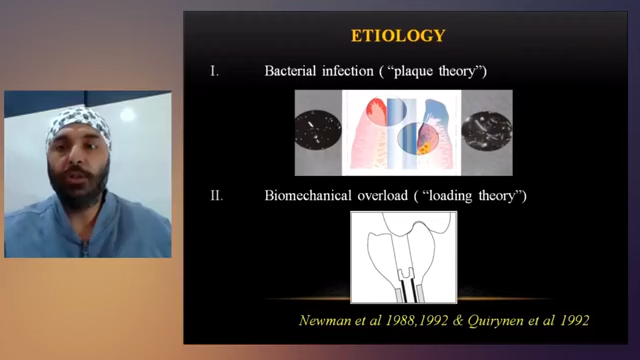 ETIOLOGY
I. Bacterial infection ( “plaque theory”)
II. Biomechanical overload ( “loading theory”)
Newman et al 1988,1992 & Quirynen et al 1992